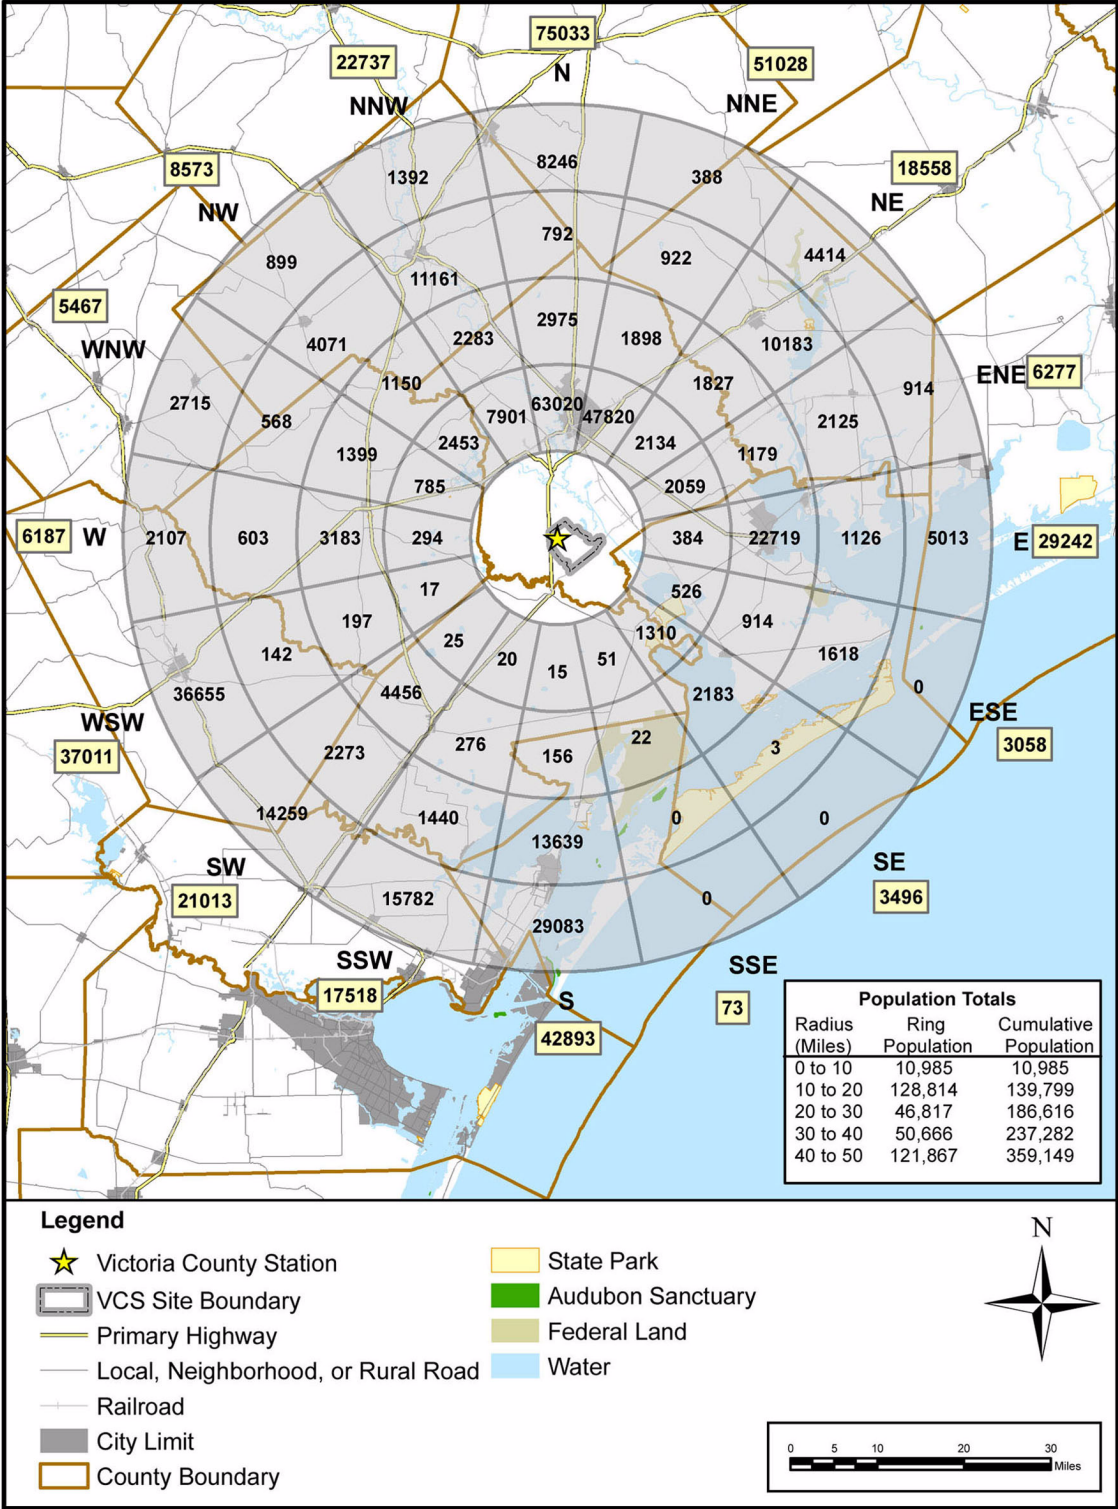 75033
N
22737
51028
NNW
NNE
8246
1392
388
8573
18558
NW
NE
792
922
4414
899
11161
5467
2975
2283
1898
4071
10183
WNW
ENE
6277
1150
1827
914
2715
7901
63020
47820
568
2125
2453
2134
1399
1179
785
2059
6187
W
2107
603
3183
294
384
22719
1126
5013
E
29242
17
526
197
914
25
1310
142
20
15
51
1618
36655
4456
2183
0
WSW
ESE
37011
276
22
3058
2273
156
3
14259
1440
0
0
13639
SW
SE
21013
15782
0
3496
29083
SSW
SSE
17518
S
73
42893
Population Totals
Radius Ring Cumulative
(Miles) Population Population
0 to 10 10,985 10,985
10 to 20 128,814 139,799
20 to 30 46,817 186,616
30 to 40 50,666 237,282
40 to 50 121,867 359,149
Legend
Victoria County Station
VCS Site Boundary
Primary Highway
Local, Neighborhood, or Rural Road
Railroad
City Limit
County Boundary
State Park
Audubon Sanctuary
Federal Land
Water
N
0 5 10 20 30
Miles